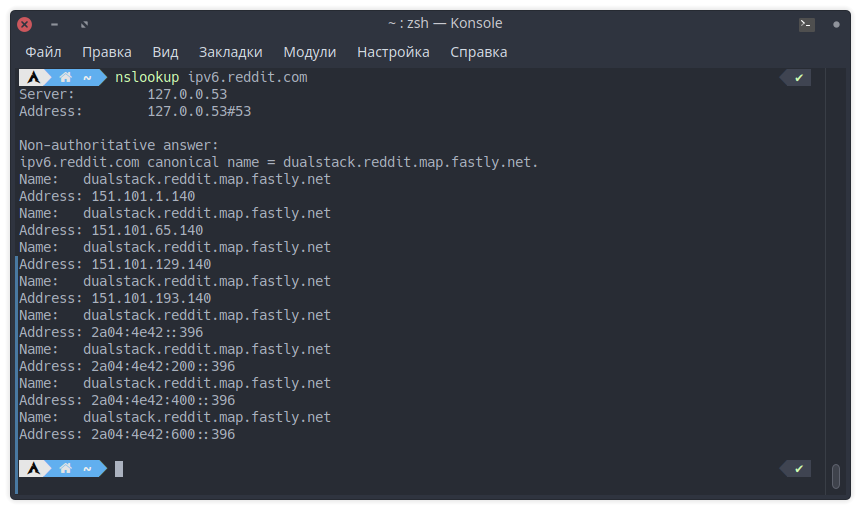 ~ : zsh — Konsole
Файл Правка Вид Закладки Модули Настройка Справка
~ nslookup ipv6.reddit.com ✔
Server: 127.0.0.53
Address: 127.0.0.53#53
Non-authoritative answer:
ipv6.reddit.com canonical name = dualstack.reddit.map.fastly.net.
Name: dualstack.reddit.map.fastly.net
Address: 151.101.1.140
Name: dualstack.reddit.map.fastly.net
Address: 151.101.65.140
Name: dualstack.reddit.map.fastly.net
Address: 151.101.129.140
Name: dualstack.reddit.map.fastly.net
Address: 151.101.193.140
Name: dualstack.reddit.map.fastly.net
Address: 2a04:4e42::396
Name: dualstack.reddit.map.fastly.net
Address: 2a04:4e42:200::396
Name: dualstack.reddit.map.fastly.net
Address: 2a04:4e42:400::396
Name: dualstack.reddit.map.fastly.net
Address: 2a04:4e42:600::396
~ ✔